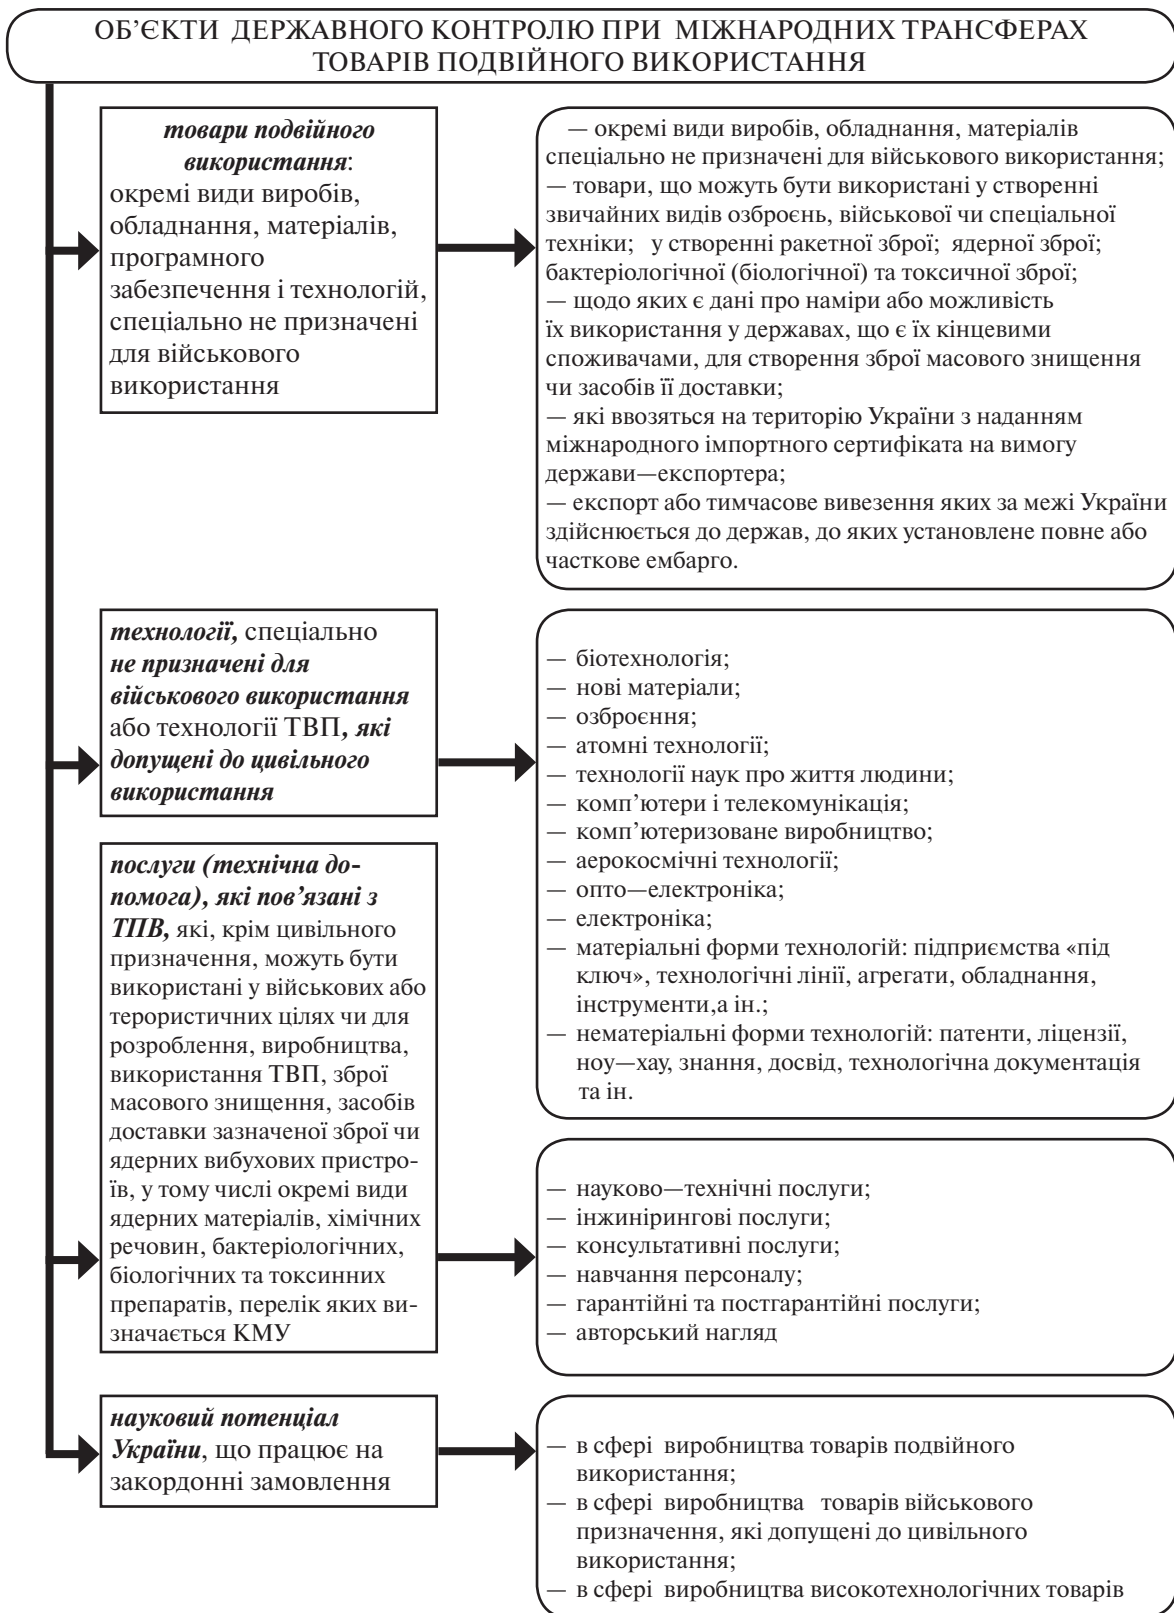 ОБ’ЄКТИ ДЕРЖАВНОГО КОНТРОЛЮ ПРИ МІЖНАРОДНИХ ТРАНСФЕРАХ
ТОВАРІВ ПОДВІЙНОГО ВИКОРИСТАННЯ
товари подвійного
використання:
окремі види виробів,
обладнання, матеріалів,
програмного
забезпечення і технологій,
спеціально не призначені
для військового
використання
— окремі види виробів, обладнання, матеріалів
спеціально не призначені для військового використання;
— товари, що можуть бути використані у створенні
звичайних видів озброєнь, військової чи спеціальної
техніки; у створенні ракетної зброї; ядерної зброї;
бактеріологічної (біологічної) та токсичної зброї;
— щодо яких є дані про наміри або можливість
їх використання у державах, що є їх кінцевими
споживачами, для створення зброї масового знищення
чи засобів її доставки;
— які ввозяться на територію України з наданням
міжнародного імпортного сертифіката на вимогу
держави—експортера;
— експорт або тимчасове вивезення яких за межі України
здійснюється до держав, до яких установлене повне або
часткове ембарго.
технології, спеціально
не призначені для
військового використання
або технології ТВП, які
допущені до цивільного
використання
— біотехнологія;
— нові матеріали;
— озброєння;
— атомні технології;
— технології наук про життя людини;
— комп’ютери і телекомунікація;
— комп’ютеризоване виробництво;
— аерокосмічні технології;
— опто—електроніка;
— електроніка;
— матеріальні форми технологій: підприємства «під
ключ», технологічні лінії, агрегати, обладнання,
інструменти,а ін.;
— нематеріальні форми технологій: патенти, ліцензії,
ноу—хау, знання, досвід, технологічна документація
та ін.
послуги (технічна до-
помога), які пов’язані з
ТПВ, які, крім цивільного
призначення, можуть бути
використані у військових або
терористичних цілях чи для
розроблення, виробництва,
використання ТВП, зброї
масового знищення, засобів
доставки зазначеної зброї чи
ядерних вибухових пристро-
їв, у тому числі окремі види
ядерних матеріалів, хімічних
речовин, бактеріологічних,
біологічних та токсинних
препаратів, перелік яких ви-
значається КМУ
— науково—технічні послуги;
— інжинірингові послуги;
— консультативні послуги;
— навчання персоналу;
— гарантійні та постгарантійні послуги;
— авторський нагляд
науковий потенціал
України, що працює на
закордонні замовлення
— в сфері виробництва товарів подвійного
використання;
— в сфері виробництва товарів військового
призначення, які допущені до цивільного
використання;
— в сфері виробництва високотехнологічних товарів